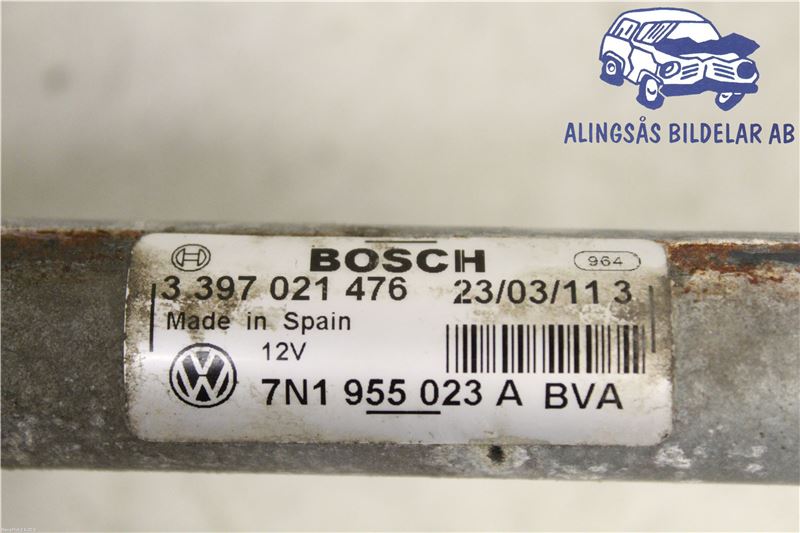 ALINGSÅS BILDELAR AB
BOSCH
964
3 397 021 476 23/03/11 3
Made in Spain
12V
7N1 955 023 A BVA